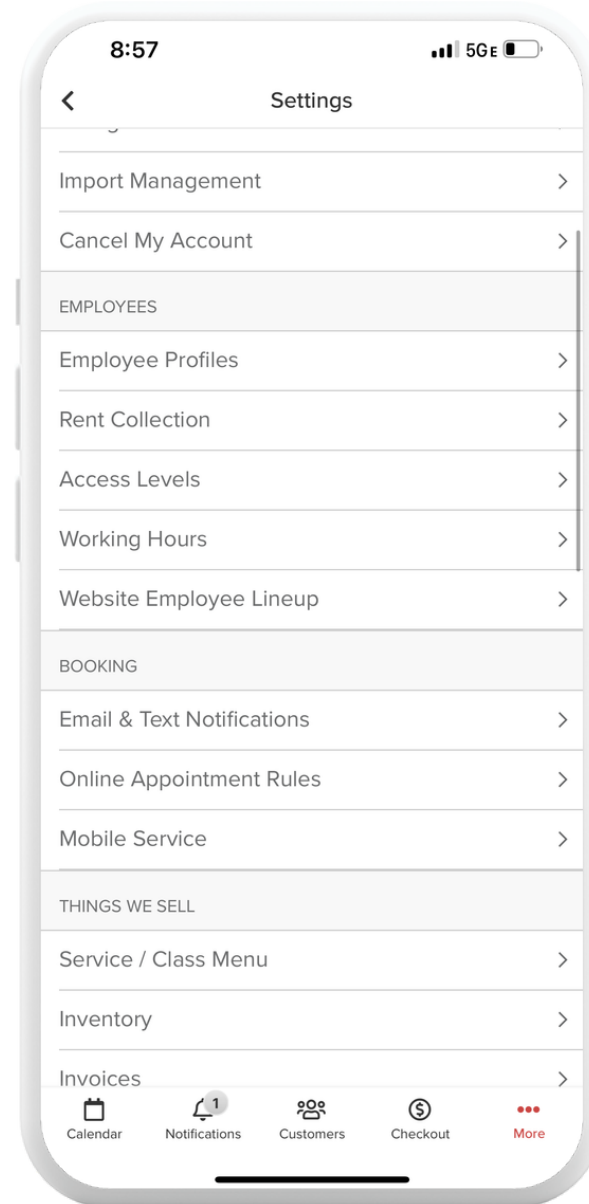 8:57
5GE
Settings
Import Management
Cancel My Account
EMPLOYEES
Employee Profiles
Rent Collection
Access Levels
Working Hours
Website Employee Lineup
BOOKING
Email & Text Notifications
Online Appointment Rules
Mobile Service
THINGS WE SELL
Service / Class Menu
Inventory
Invoices
1
Calendar Notifications Customers Checkout More